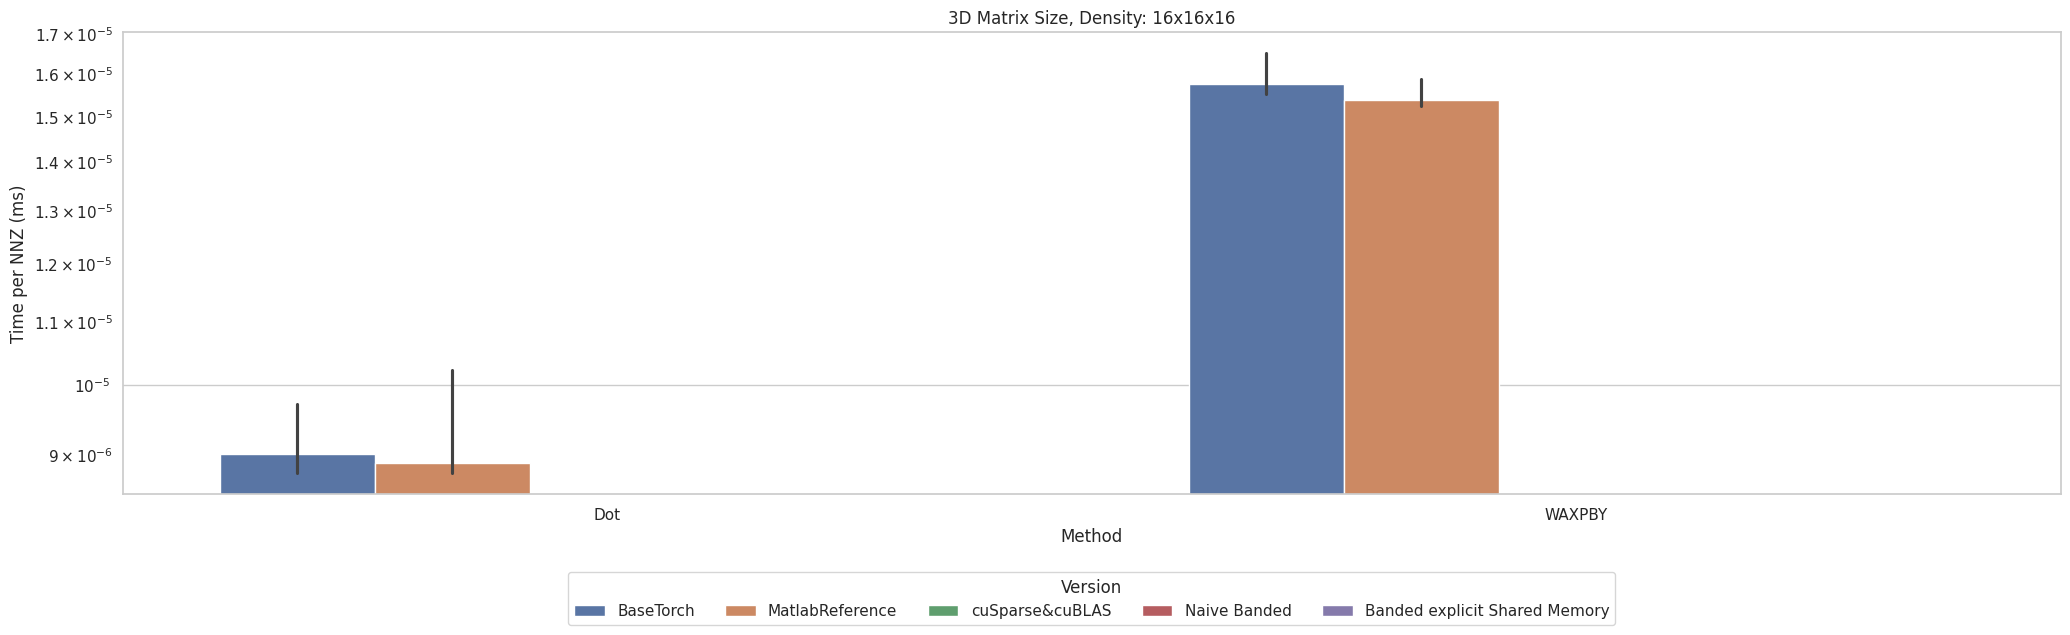 3D Matrix Size, Density: 16x16x16
Time per NNZ (ms)
1.7 × 10⁻⁵
1.6 × 10⁻⁵
1.5 × 10⁻⁵
1.4 × 10⁻⁵
1.3 × 10⁻⁵
1.2 × 10⁻⁵
1.1 × 10⁻⁵
10⁻⁵
9 × 10⁻⁶
Dot WAXPBY
Method
Version
BaseTorch MatlabReference cuSparse&cuBLAS Naive Banded Banded explicit Shared Memory